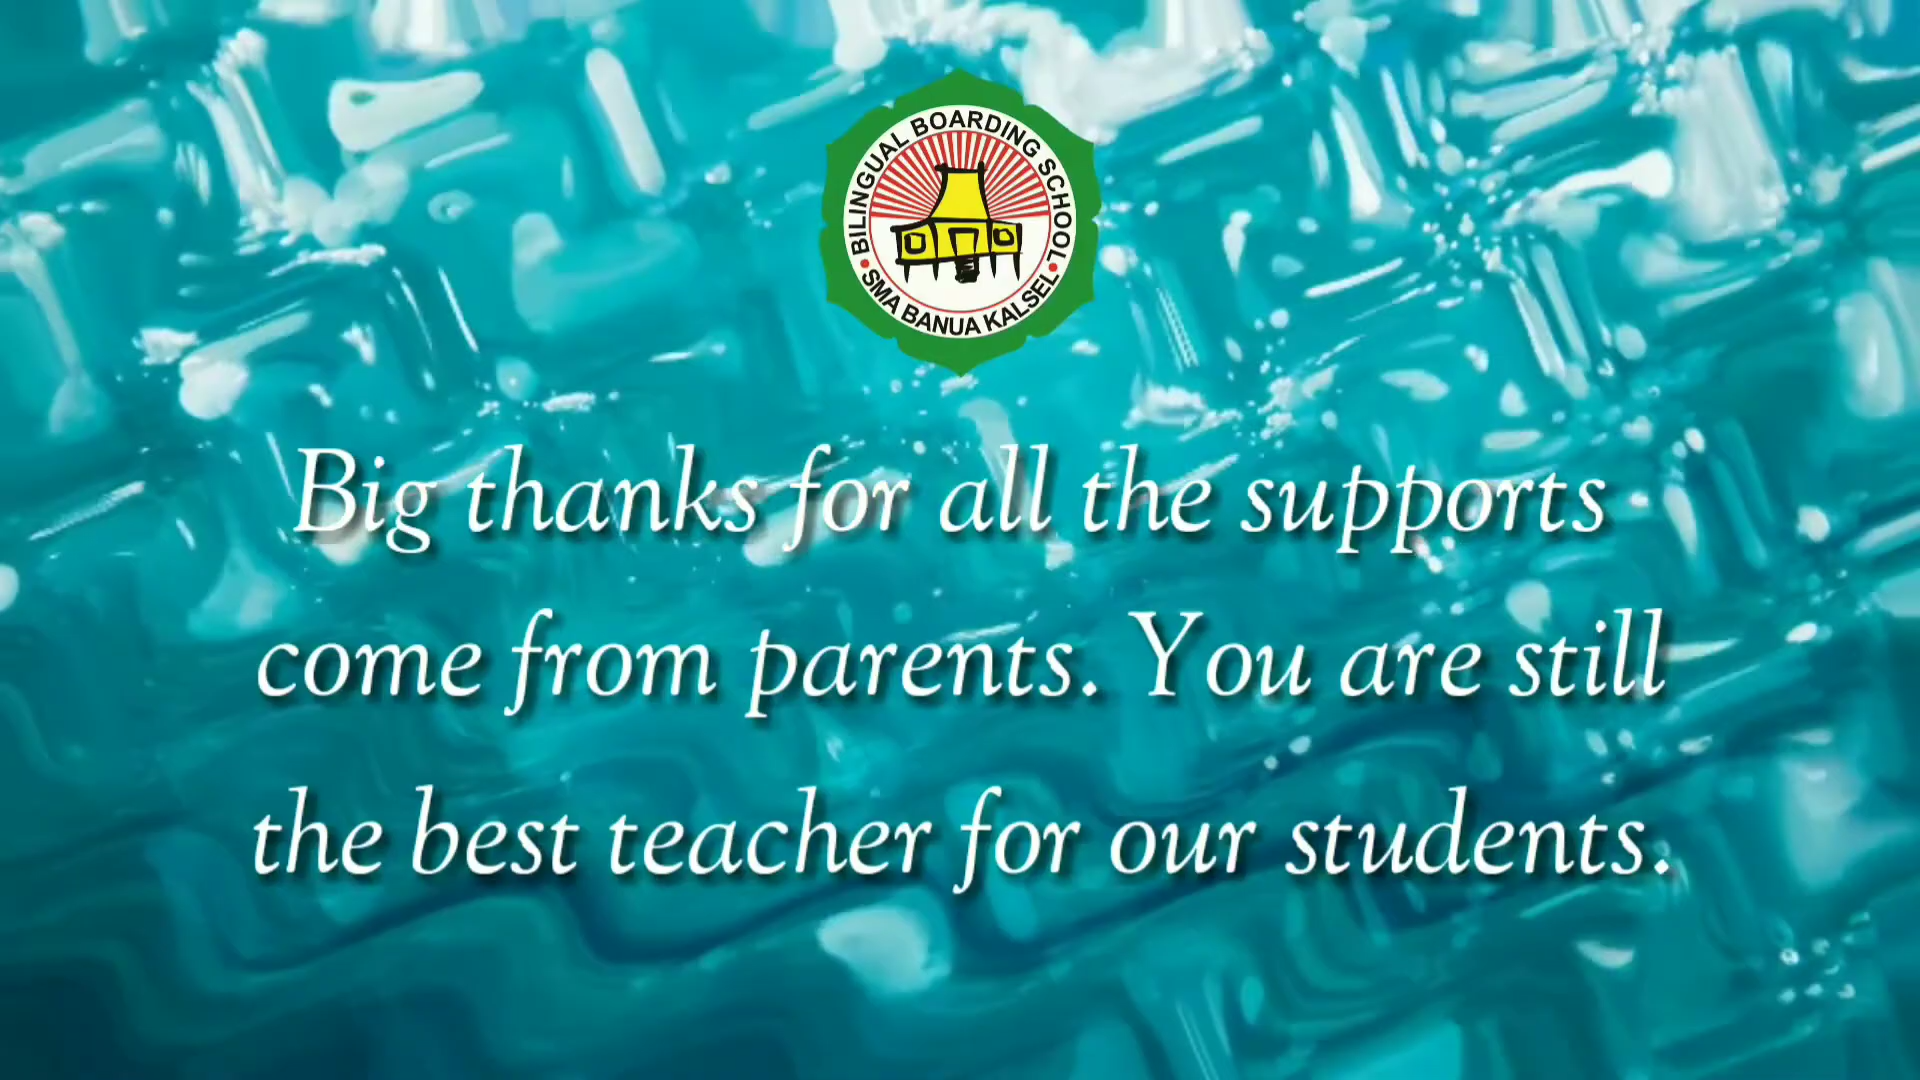 BILINGUAL BOARDING SCHOOL
SMA BANUA KALSEL
Big thanks for all the supports
come from parents. You are still
the best teacher for our students.